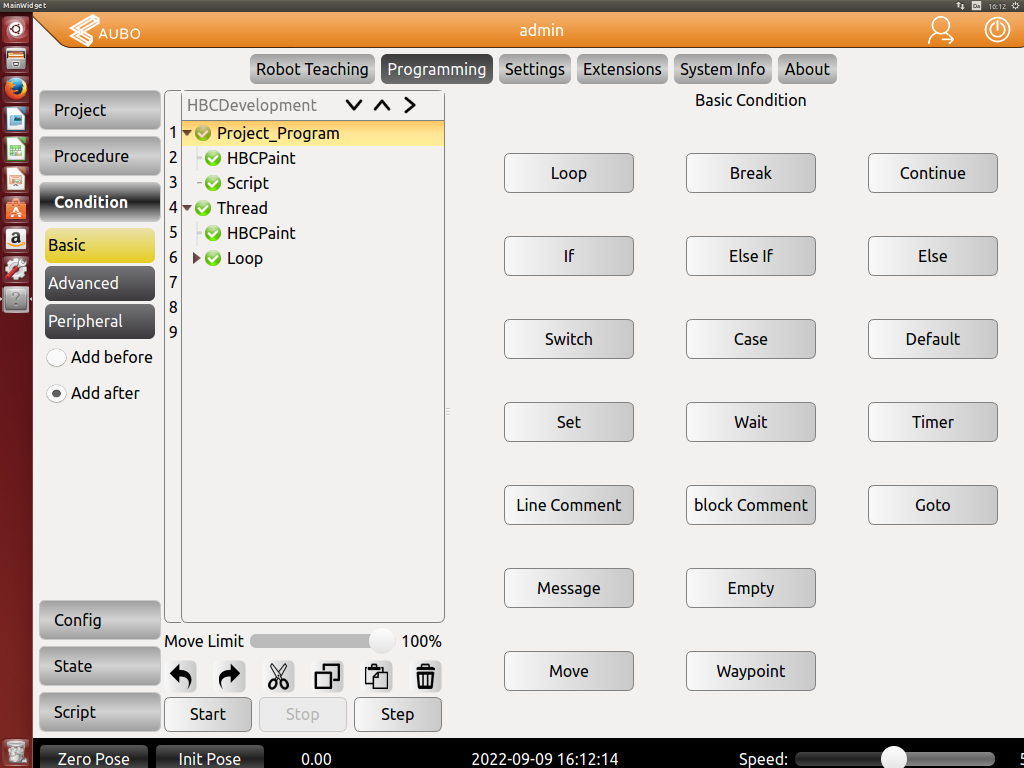 MainWidget
Da
16:12
AUBO
admin
Robot Teaching
Programming
Settings
Extensions
System Info
About
Project
Procedure
Condition
Basic
Advanced
Peripheral
Add before
Add after
Config
State
Script
HBCDevelopment
1 Project_Program
2 HBCPaint
3 Script
4 Thread
5 HBCPaint
6 Loop
7
8
9
Move Limit 100%
Start
Stop
Step
Basic Condition
Loop
Break
Continue
If
Else If
Else
Switch
Case
Default
Set
Wait
Timer
Line Comment
block Comment
Goto
Message
Empty
Move
Waypoint
Zero Pose
Init Pose
0.00
2022-09-09 16:12:14
Speed: